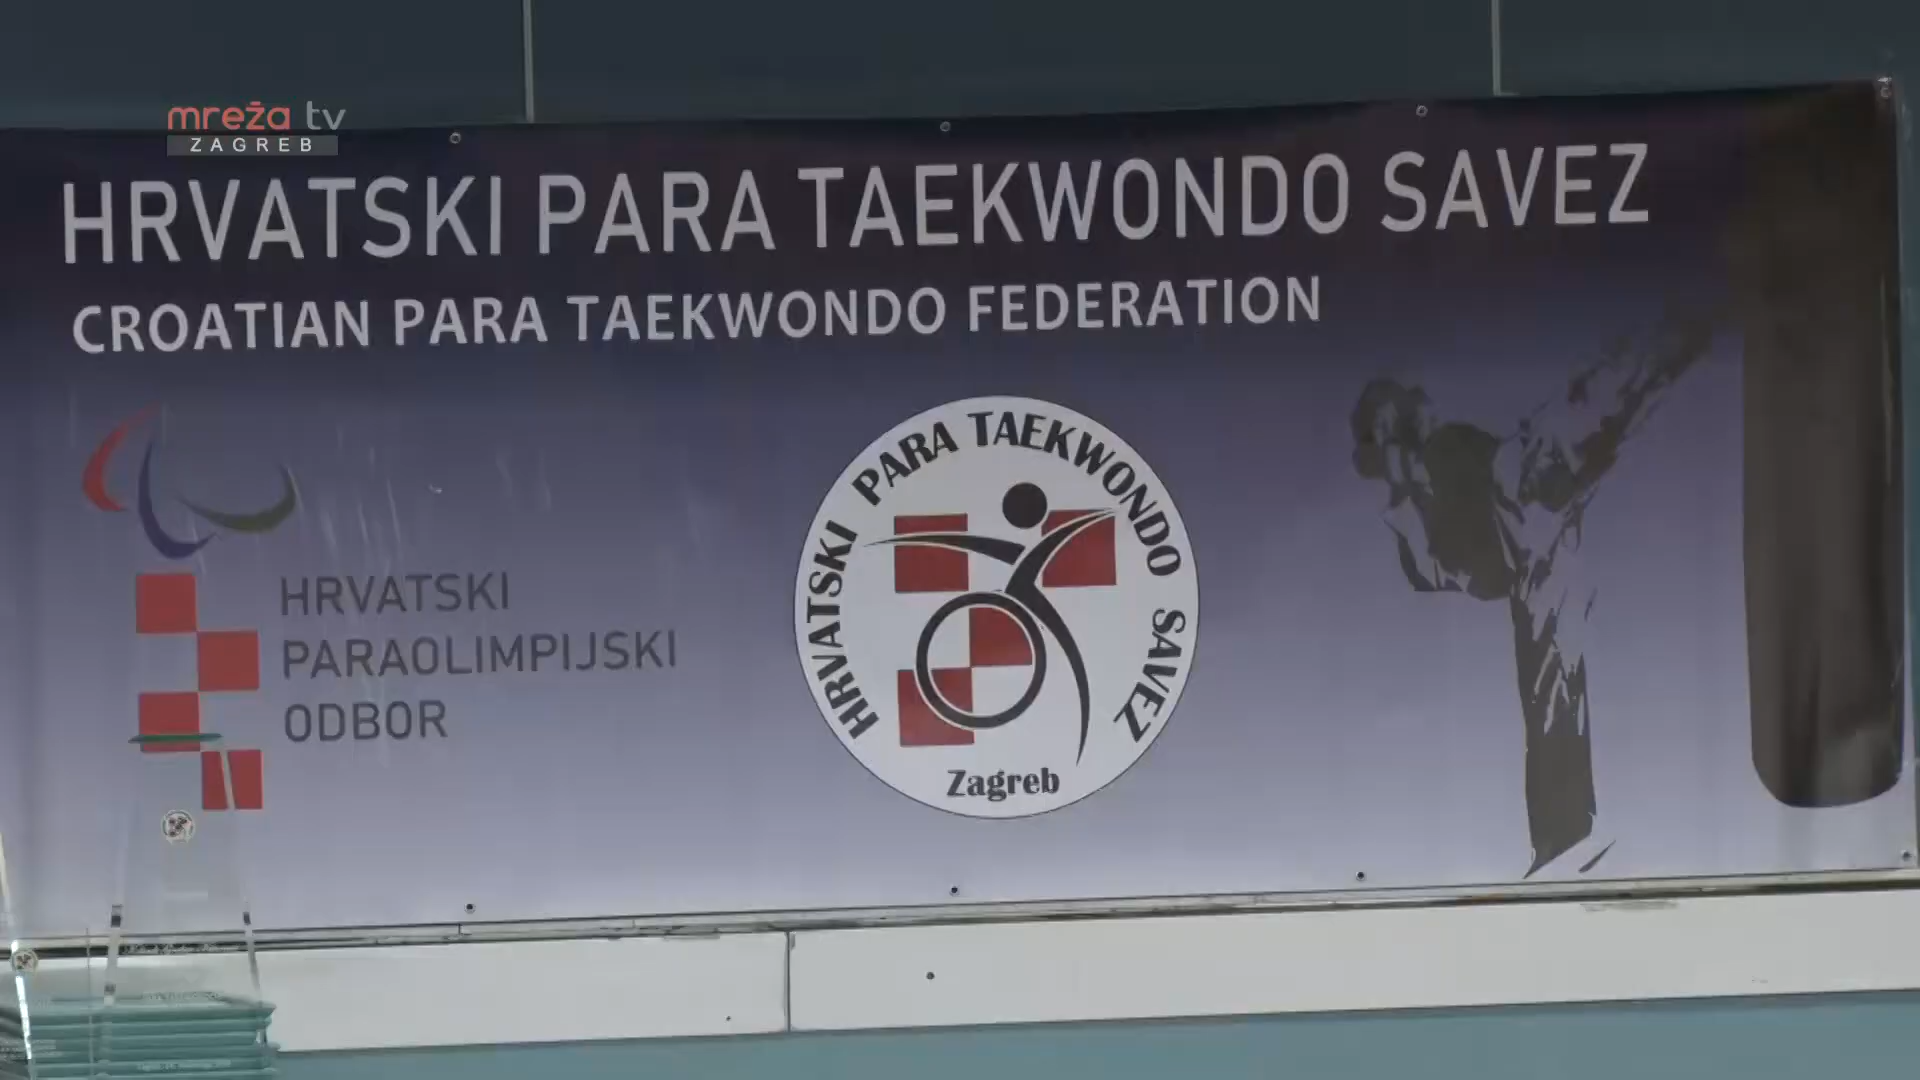 mreža tv
ZAGREB
HRVATSKI PARA TAEKWONDO SAVEZ
CROATIAN PARA TAEKWONDO FEDERATION
HRVATSKI
PARAOLIMPIJSKI
ODBOR
HRVATSKI PARA TAEKWONDO SAVEZ
Zagreb